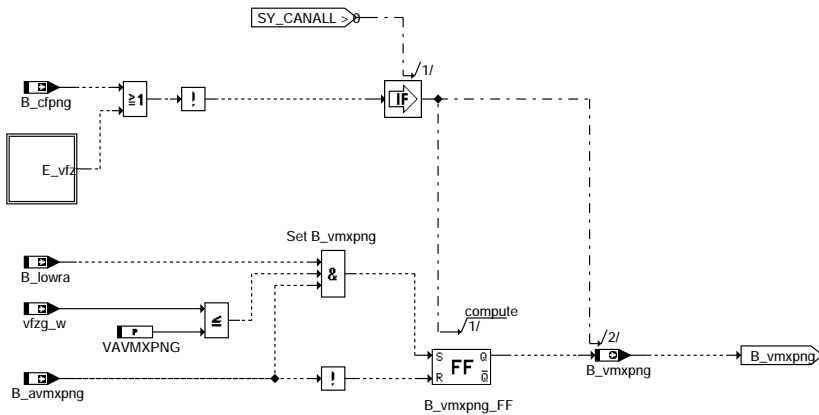 SY_CANALL > 0
/1/
B_cfpng
≥1
!
IF
E_vfz
Set B_vmxpng
B_lowra
&
vfzg_w
≤
P
VAVMXPNG
compute
1/
/2/
S Q
FF
R Q̅
B_vmxpng
B_vmxpng
B_avmxpng
!
B_vmxpng_FF